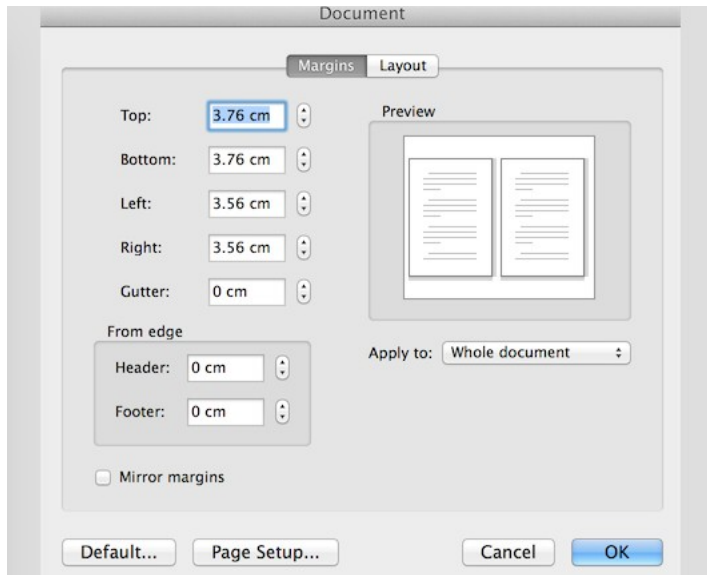 Document
Margins Layout
Top: 3.76 cm
Preview
Bottom: 3.76 cm
Left: 3.56 cm
Right: 3.56 cm
Gutter: 0 cm
From edge
Header: 0 cm
Apply to: Whole document
Footer: 0 cm
Mirror margins
Default... Page Setup... Cancel OK